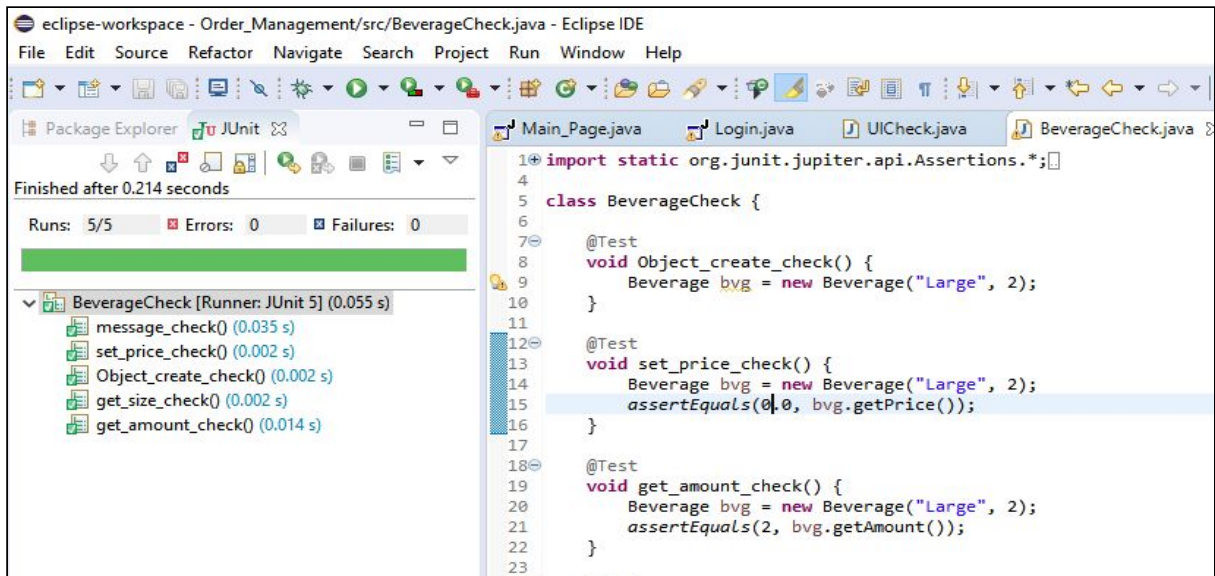 eclipse-workspace - Order_Management/src/BeverageCheck.java - Eclipse IDE
File Edit Source Refactor Navigate Search Project Run Window Help
Package Explorer JUnit
Finished after 0.214 seconds
Runs: 5/5 Errors: 0 Failures: 0
BeverageCheck [Runner: JUnit 5] (0.055 s)
message_check() (0.035 s)
set_price_check() (0.002 s)
Object_create_check() (0.002 s)
get_size_check() (0.002 s)
get_amount_check() (0.014 s)
Main_Page.java Login.java UICheck.java BeverageCheck.java
1 import static org.junit.jupiter.api.Assertions.*;
4
5 class BeverageCheck {
6
7 @Test
8 void Object_create_check() {
9 Beverage bvg = new Beverage("Large", 2);
10 }
11
12 @Test
13 void set_price_check() {
14 Beverage bvg = new Beverage("Large", 2);
15 assertEquals(0.0, bvg.getPrice());
16 }
17
18 @Test
19 void get_amount_check() {
20 Beverage bvg = new Beverage("Large", 2);
21 assertEquals(2, bvg.getAmount());
22 }
23